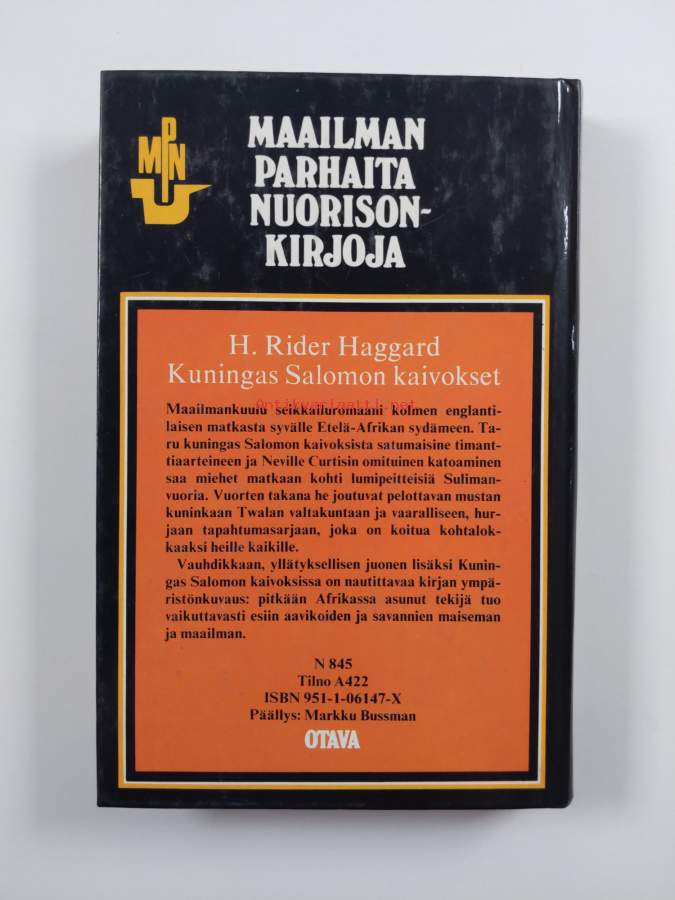 MPN
MAAILMAN
PARHAITA
NUORISON-
KIRJOJA
H. Rider Haggard
Kuningas Salomon kaivokset
Antikvariaatti.net
Maailmankuulu seikkailuromaani kolmen englanti-
laisen matkasta syvälle Etelä-Afrikan sydämeen. Ta-
ru kuningas Salomon kaivoksista satumaisine timant-
tiaarteineen ja Neville Curtisin omituinen katoaminen
saa miehet matkaan kohti lumipeitteisiä Suliman-
vuoria. Vuorten takana he joutuvat pelottavan mustan
kuninkaan Twalan valtakuntaan ja vaaralliseen, hur-
jaan tapahtumasarjaan, joka on koitua kohtalok-
kaaksi heille kaikille.
Vauhdikkaan, yllätyksellisen juonen lisäksi Kunin-
gas Salomon kaivoksissa on nautittavaa kirjan ympä-
ristönkuvaus: pitkään Afrikassa asunut tekijä tuo
vaikuttavasti esiin aavikoiden ja savannien maiseman
ja maailman.
N 845
Tilno A422
ISBN 951-1-06147-X
Päällys: Markku Bussman
OTAVA